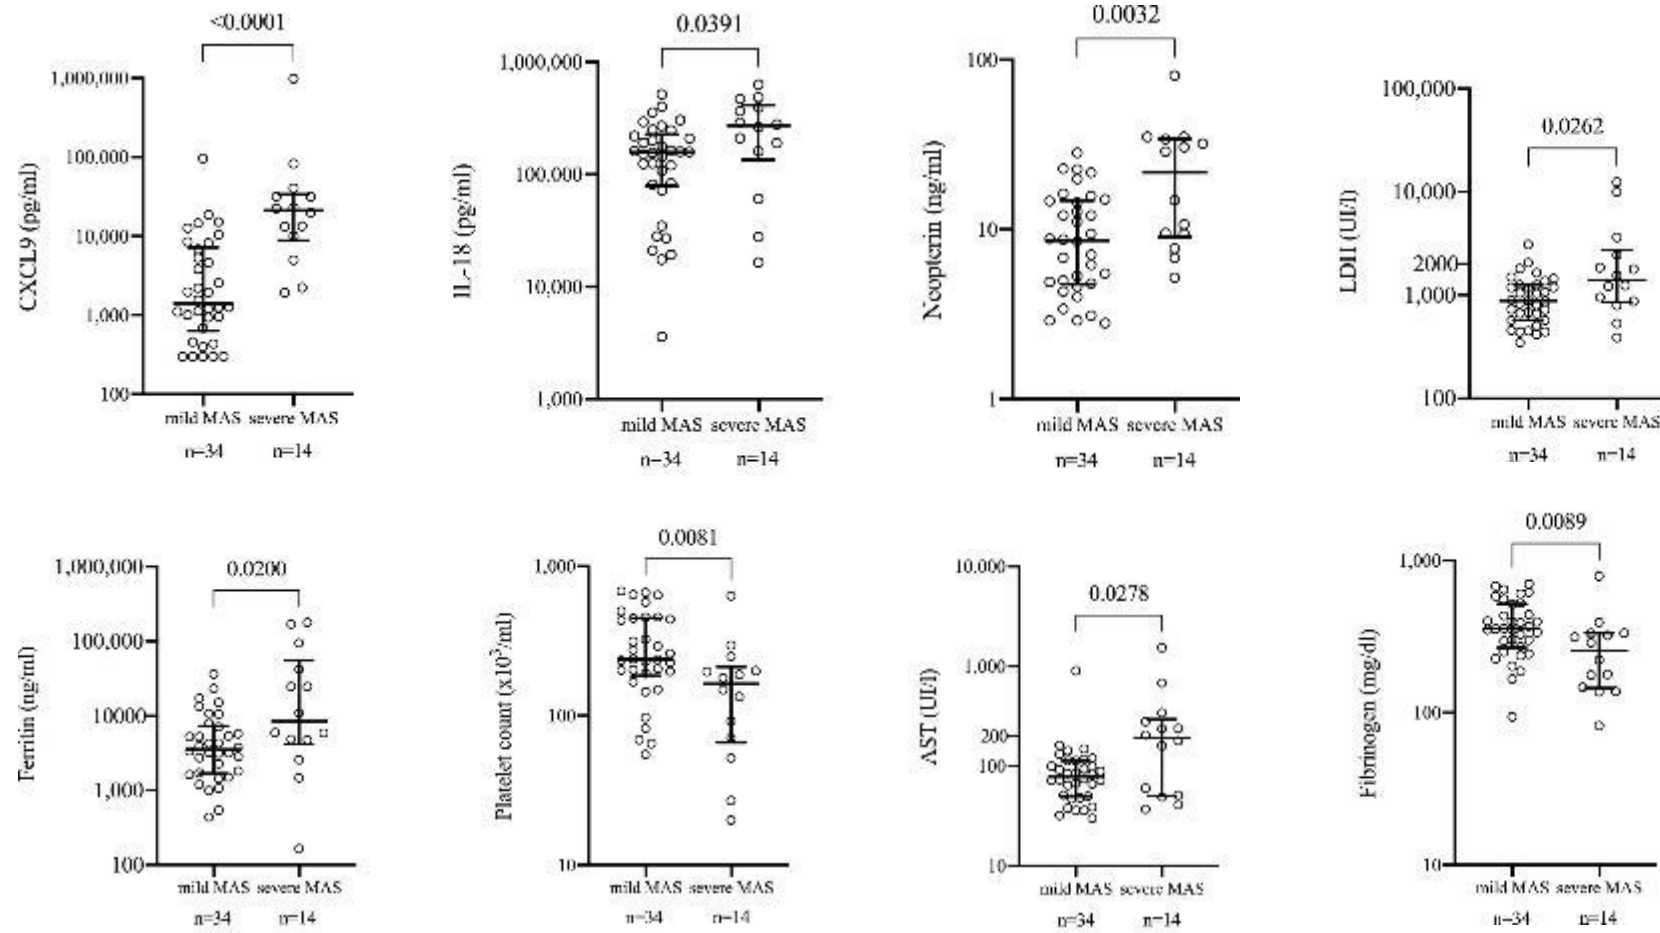 <0.0001
1,000,000
100.000
10,000
1,000
100
CXCL9 (pg/ml)
mild MAS severe MAS
n=34 n=14
0.0391
1,000,000
100.000
10,000
1,000
IL-18 (pg/ml)
mild MAS severe MAS
n=34 n=14
0.0032
100
10
1
Neopterin (ng/ml)
mild MAS severe MAS
n=34 n=14
0.0262
100,000
10,000
2000
1,000
100
LDH (UI/l)
mild MAS severe MAS
n=34 n=14
0.0200
1,000,000
100,000
10000
1,000
100
Ferritin (ng/ml)
mild MAS severe MAS
n=34 n=14
0.0081
1,000
100
10
Platelet count (x10³/ml)
mild MAS severe MAS
n=34 n=14
0.0278
10.000
1.000
200
100
10
AST (UI/l)
mild MAS severe MAS
n=34 n=14
0.0089
1,000
100
10
Fibrinogen (mg/dl)
mild MAS severe MAS
n=34 n=14